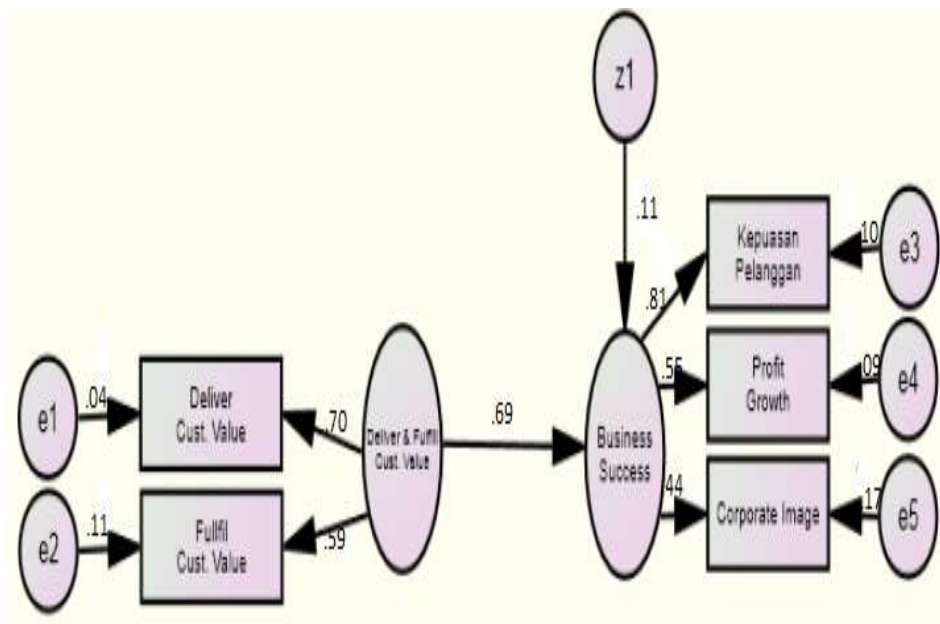 z1
.11
Kepuasan
Pelanggan
.10
e3
.81
Profit
Growth
.09
e4
.55
e1
.04
Deliver
Cust. Value
.70
Deliver & Fulfill
Cust. Value
.69
Business
Success
.44
Corporate Image
.17
e5
e2
.11
Fullfil
Cust. Value
.59